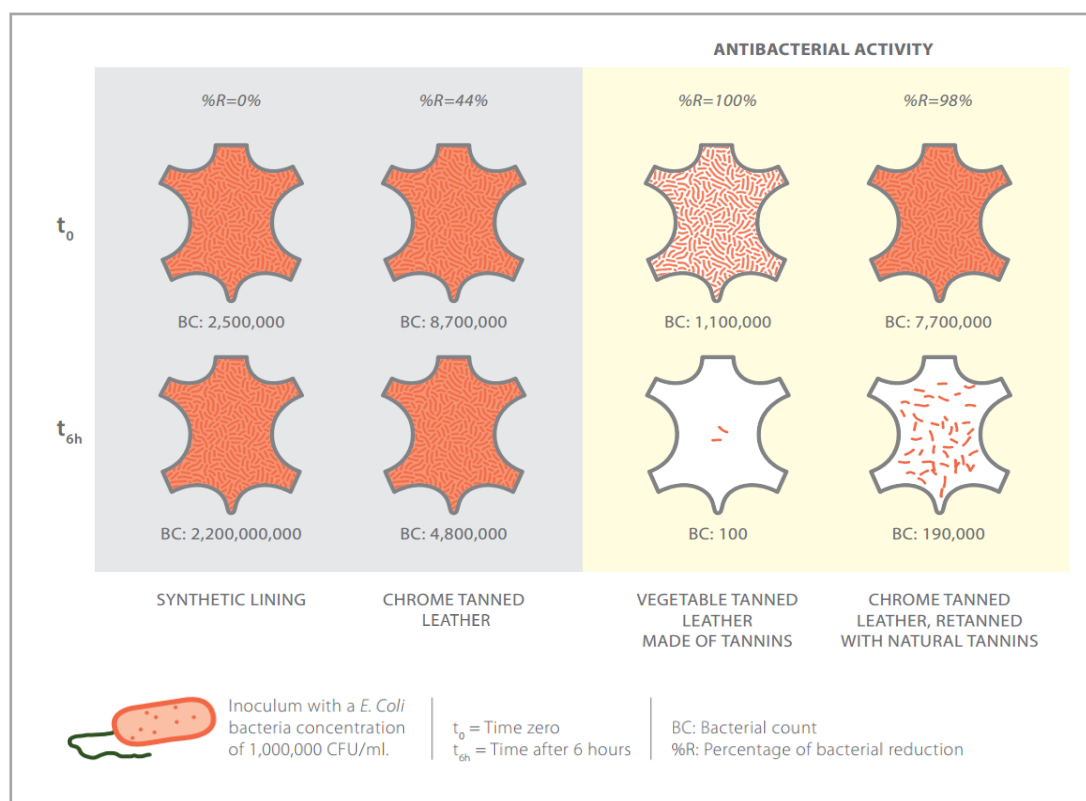 ANTIBACTERIAL ACTIVITY
%R=0%
%R=44%
%R=100%
%R=98%
t0
BC: 2,500,000
BC: 8,700,000
BC: 1,100,000
BC: 7,700,000
t6h
BC: 2,200,000,000
BC: 4,800,000
BC: 100
BC: 190,000
SYNTHETIC LINING
CHROME TANNED
LEATHER
VEGETABLE TANNED
LEATHER
MADE OF TANNINS
CHROME TANNED
LEATHER, RETANNED
WITH NATURAL TANNINS
Inoculum with a E. Coli
bacteria concentration
of 1,000,000 CFU/ml.
t0 = Time zero
t6h = Time after 6 hours
BC: Bacterial count
%R: Percentage of bacterial reduction